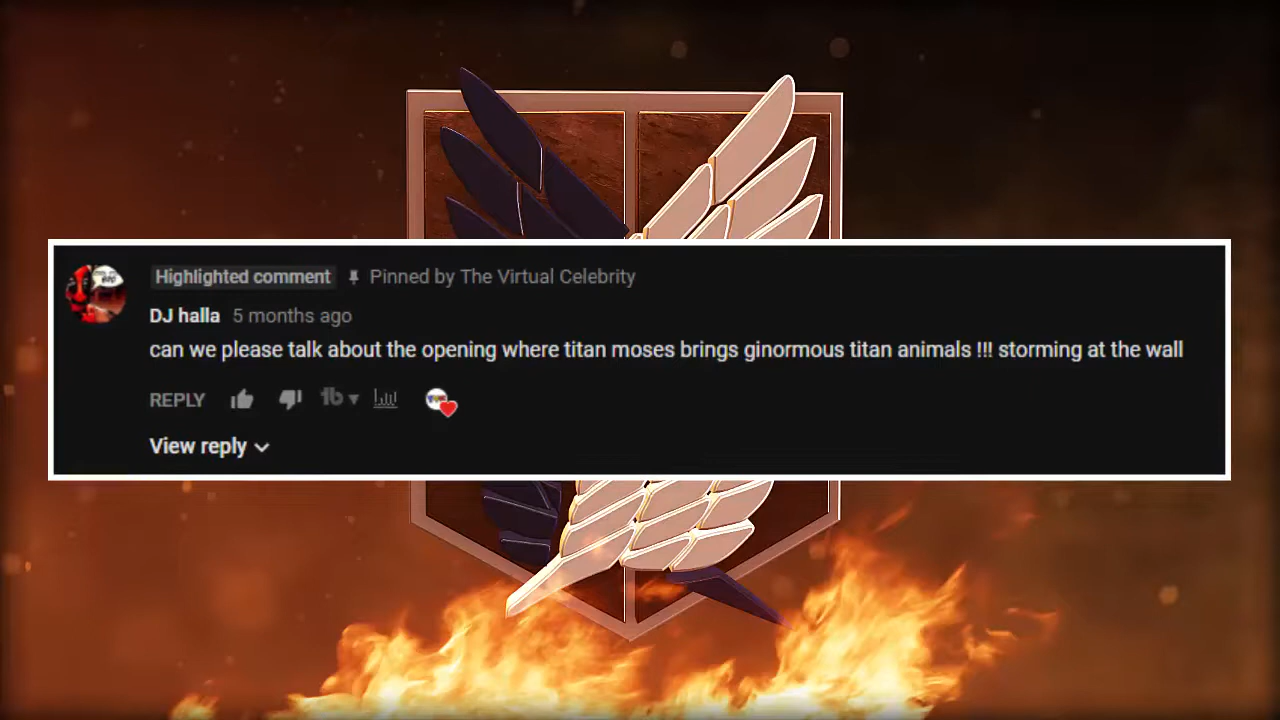 Highlighted comment Pinned by The Virtual Celebrity
DJ halla 5 months ago
can we please talk about the opening where titan moses brings ginormous titan animals !!! storming at the wall
REPLY
View reply